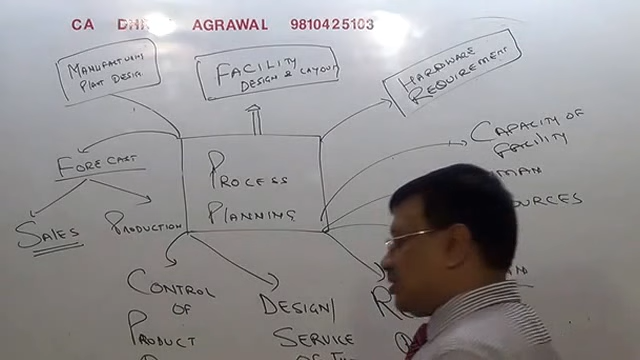 CA AGRAWAL 9810425103
MANUFACTURING
PLANT DESIGN
FACILITY
DESIGN & LAYOUT
HARDWARE
REQUIREMENT
FORECAST
SALES
PRODUCTION
PROCESS
PLANNING
CAPACITY OF
FACILITY
CONTROL
OF
PRODUCT
DESIGN/
SERVICE